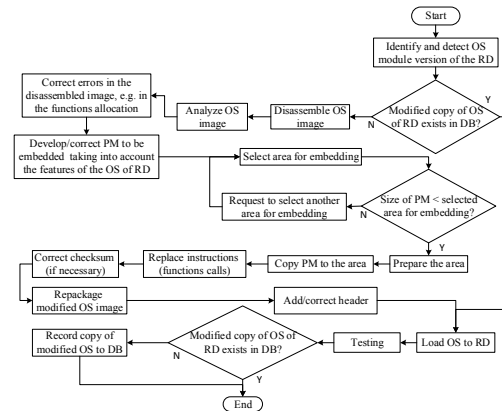 Start
Identify and detect OS
module version of the RD
Modified copy of OS
of RD exists in DB?
Y
N
Disassemble OS
image
Analyze OS
image
Correct errors in the
disassembled image, e.g. in
the functions allocation
Develop/correct PM to be
embedded taking into account
the features of the OS of RD
Select area for embedding
Size of PM < selected
area for embedding?
N
Y
Request to select another
area for embedding
Prepare the area
Copy PM to the area
Replace instructions
(functions calls)
Correct checksum
(if necessary)
Repackage
modified OS image
Add/correct header
Load OS to RD
Testing
Modified copy of OS of
RD exists in DB?
N
Y
Record copy of
modified OS to DB
End